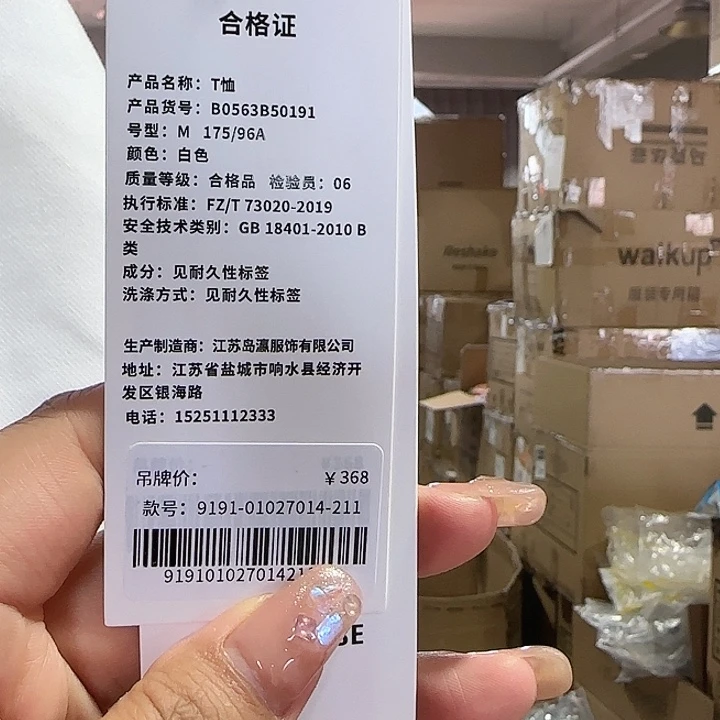 合格证
产品名称：T恤
产品货号：B0563B50191
号型：M 175/96A
颜色：白色
质量等级：合格品 检验员：06
执行标准：FZ/T 73020-2019
安全技术类别：GB 18401-2010 B
类
成分：见耐久性标签
洗涤方式：见耐久性标签
生产制造商：江苏岛瀛服饰有限公司
地址：江苏省盐城市响水县经济开
发区银海路
电话：15251112333
吊牌价：￥368
款号：9191-01027014-211
walkup
服装专用箱